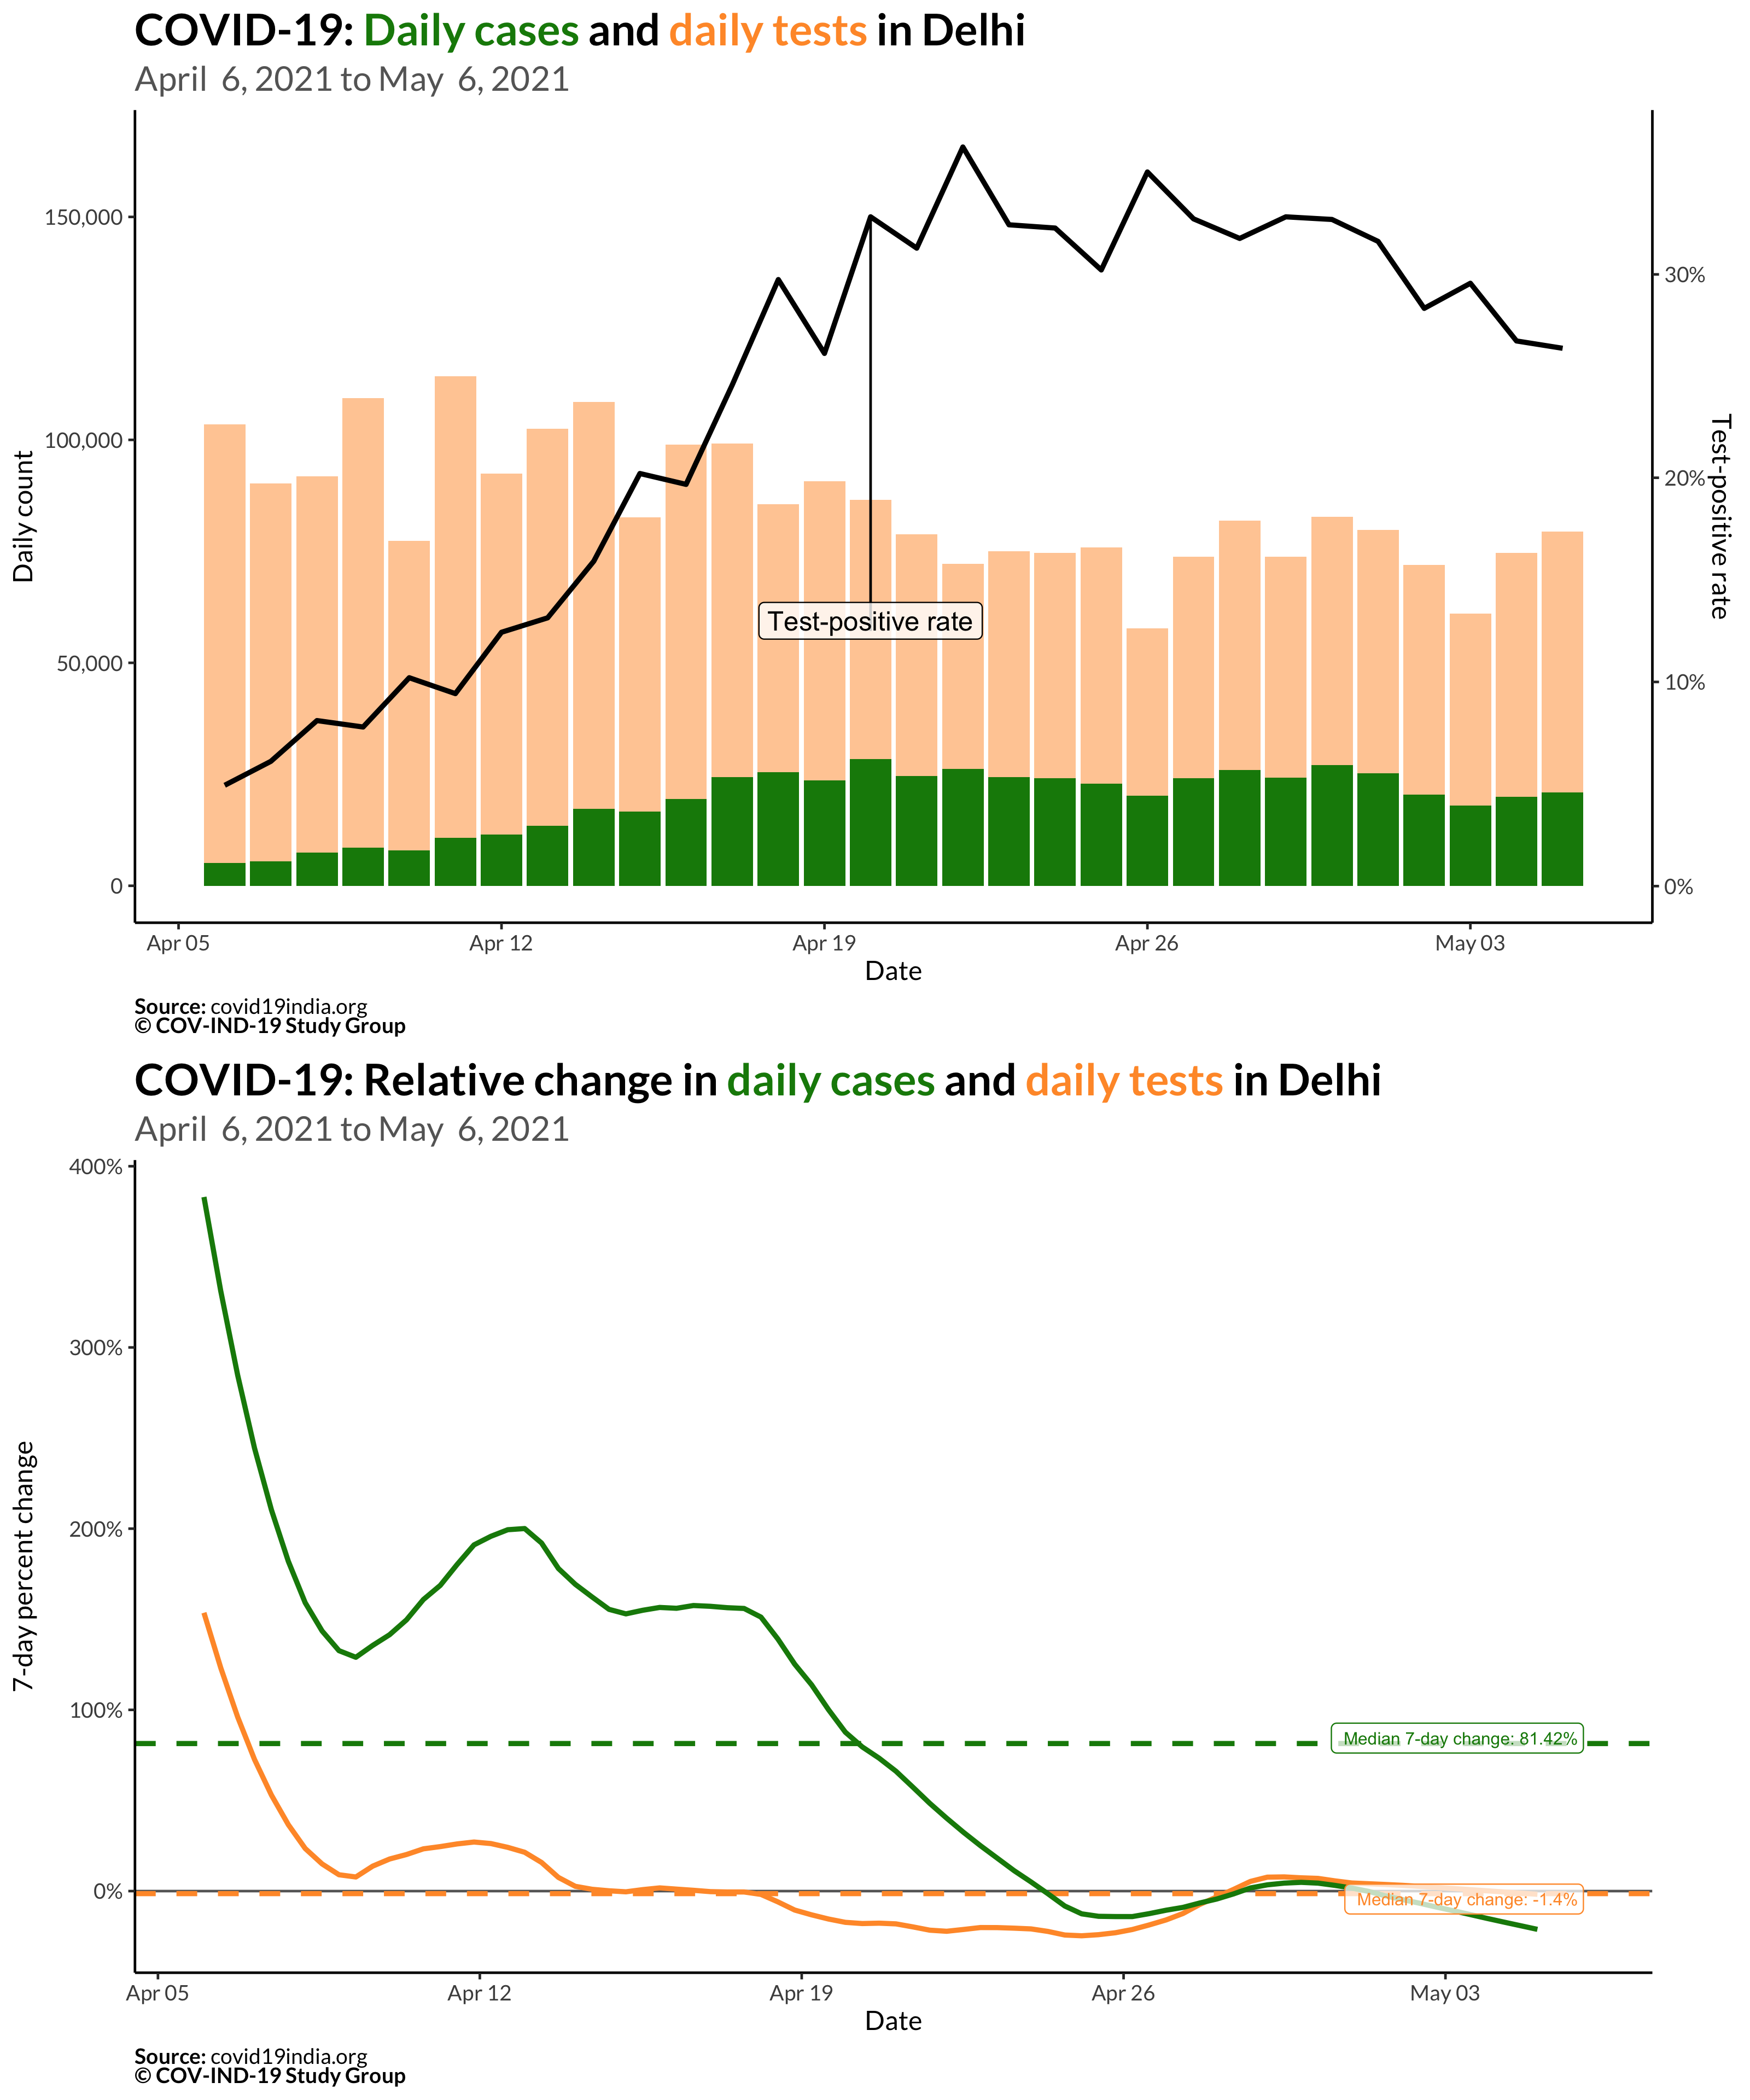 COVID-19: Daily cases and daily tests in Delhi
April 6, 2021 to May 6, 2021
150,000
100,000
50,000
0
Daily count
30%
20%
10%
0%
Test-positive rate
Test-positive rate
Apr 05
Apr 12
Apr 19
Apr 26
May 03
Date
Source: covid19india.org
© COV-IND-19 Study Group
COVID-19: Relative change in daily cases and daily tests in Delhi
April 6, 2021 to May 6, 2021
400%
300%
200%
100%
0%
7-day percent change
Median 7-day change: 81.42%
Median 7-day change: -1.4%
Apr 05
Apr 12
Apr 19
Apr 26
May 03
Date
Source: covid19india.org
© COV-IND-19 Study Group